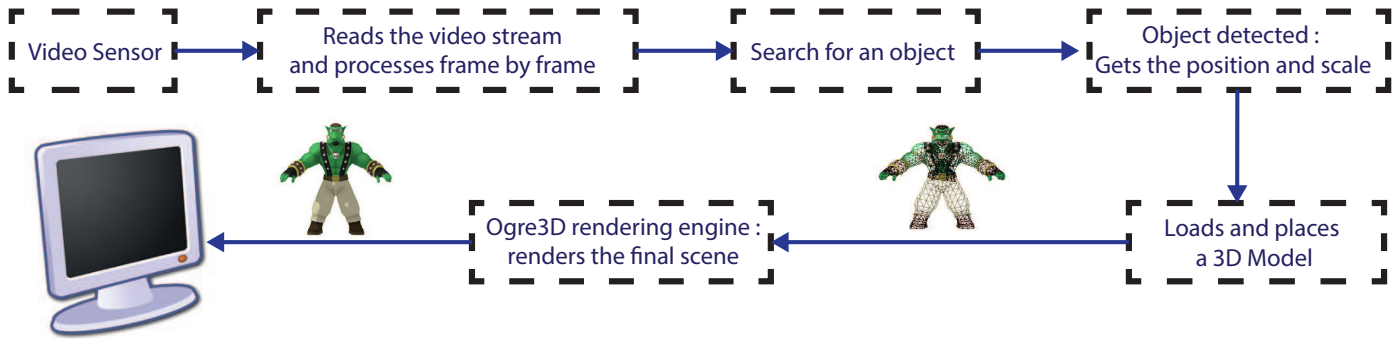 Video Sensor
Reads the video stream
and processes frame by frame
Search for an object
Object detected :
Gets the position and scale
Loads and places
a 3D Model
Ogre3D rendering engine :
renders the final scene